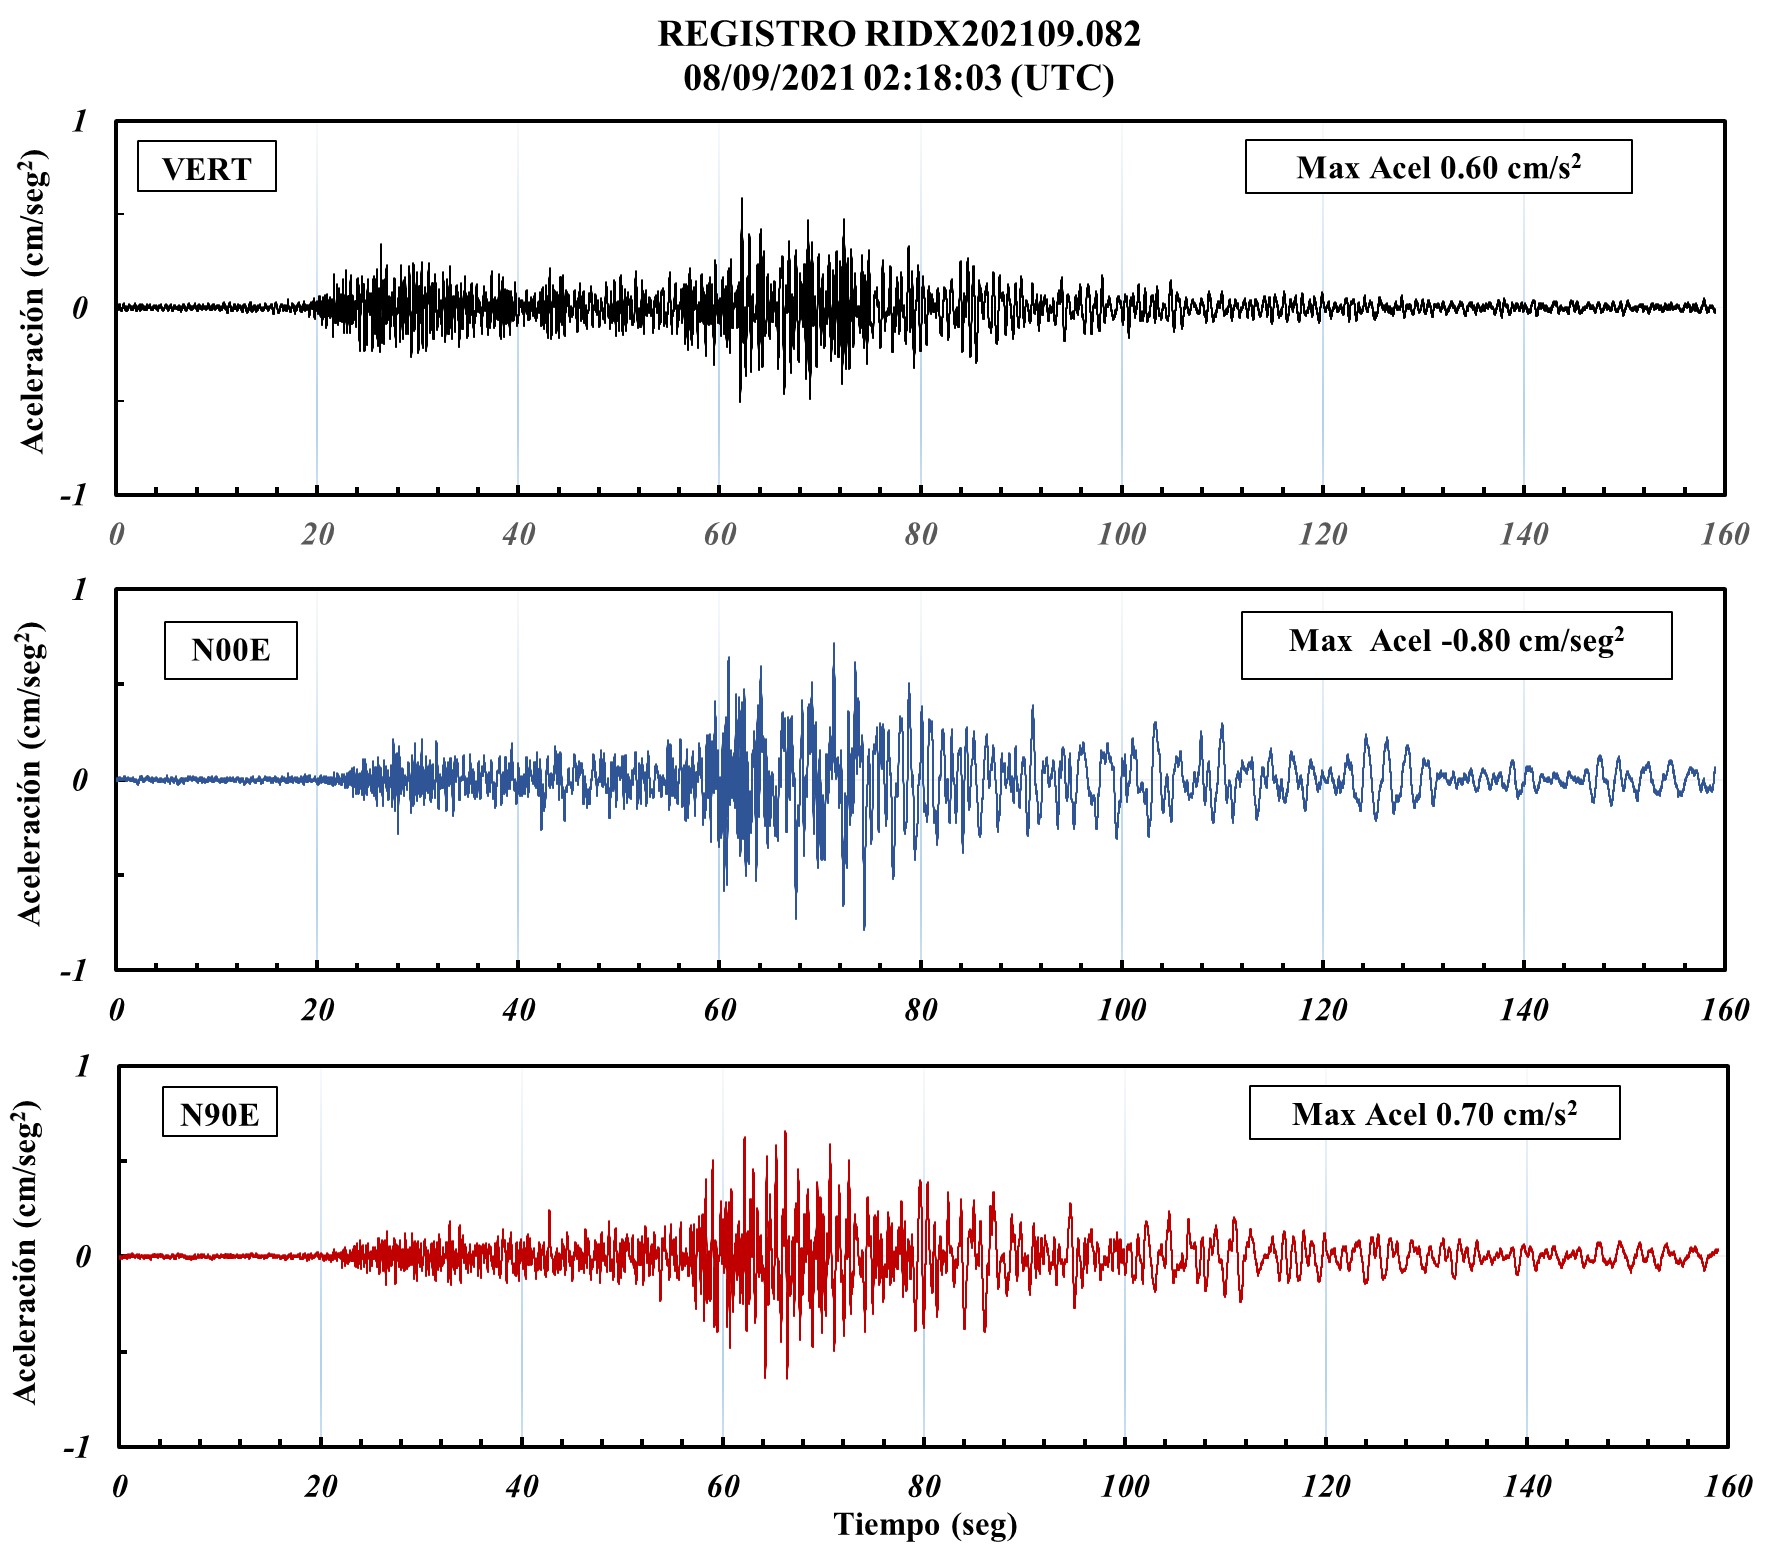 REGISTRO RIDX202109.082
08/09/2021 02:18:03 (UTC)
1
VERT
Max Acel 0.60 cm/s²
Aceleración (cm/seg²)
0
-1
0 20 40 60 80 100 120 140 160
1
N00E
Max Acel -0.80 cm/seg²
Aceleración (cm/seg²)
0
-1
0 20 40 60 80 100 120 140 160
1
N90E
Max Acel 0.70 cm/s²
Aceleración (cm/seg²)
0
-1
0 20 40 60 80 100 120 140 160
Tiempo (seg)